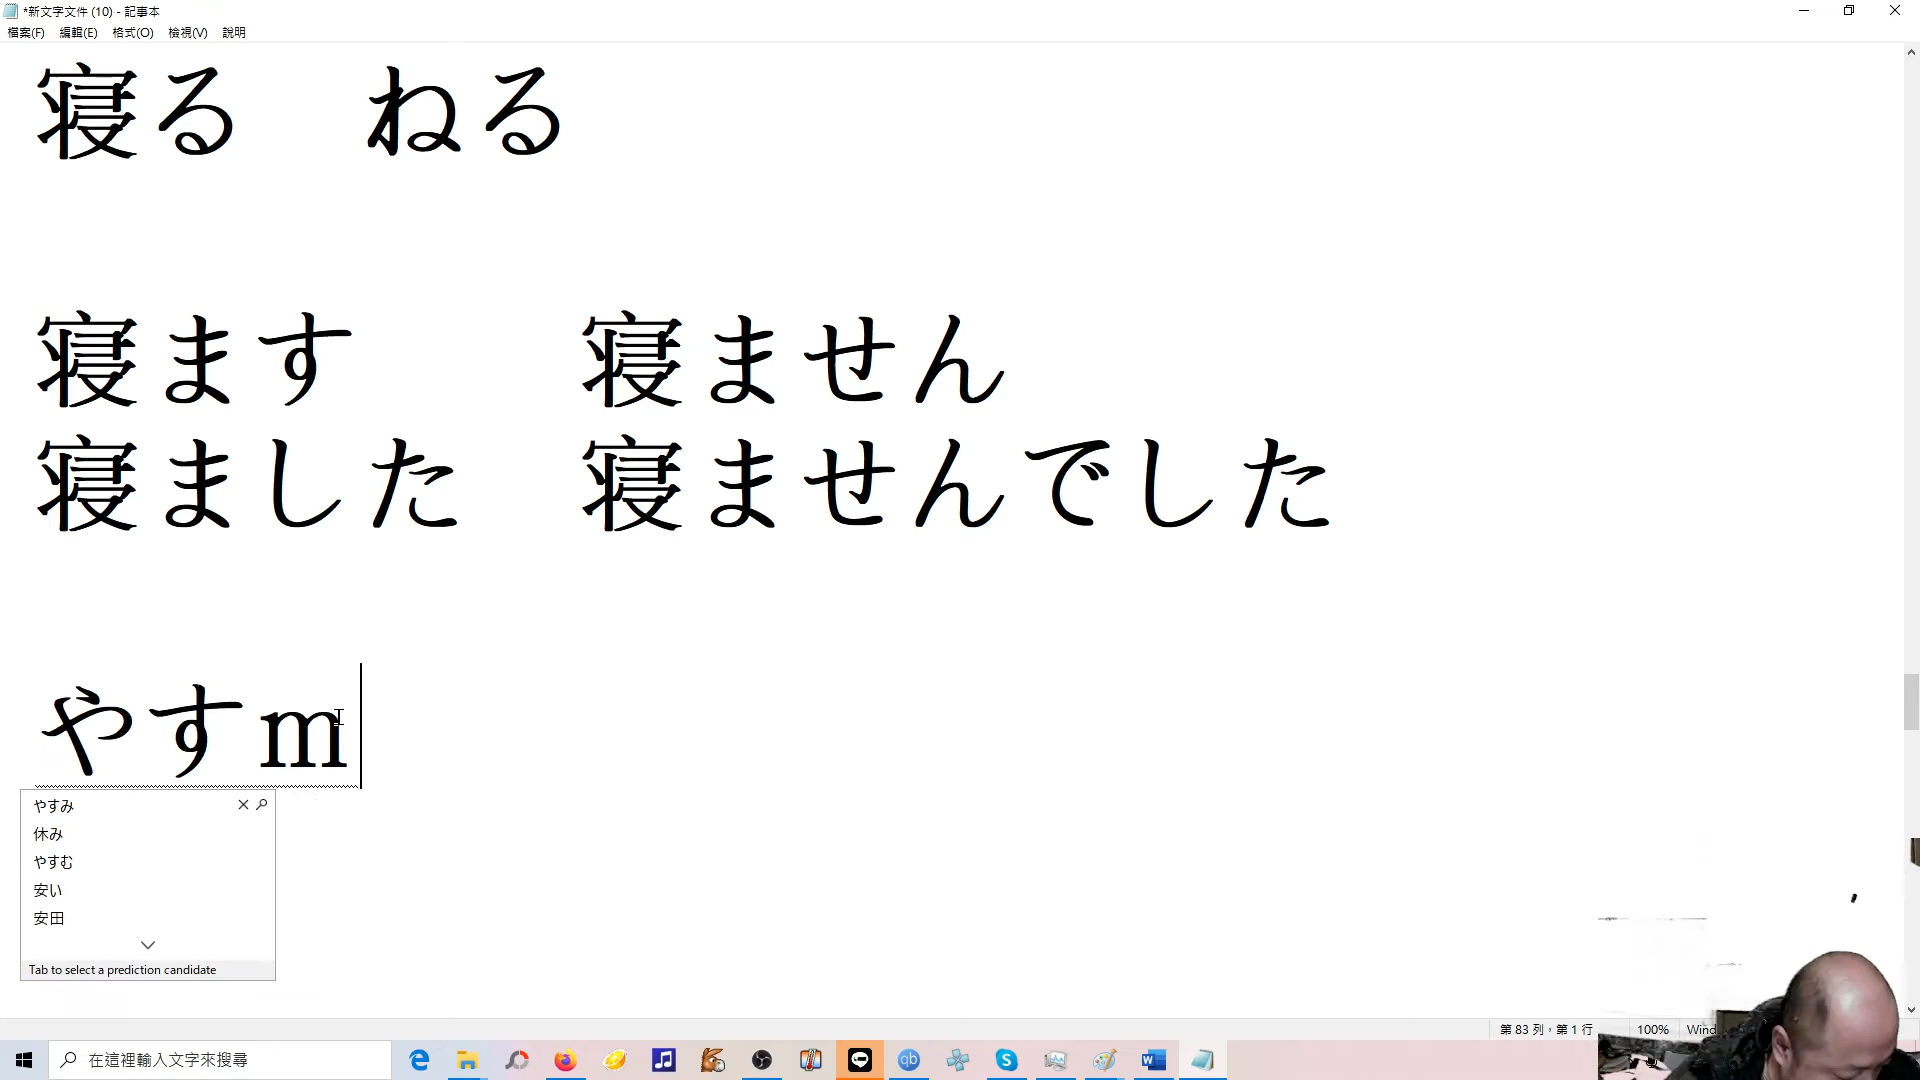 *新文字文件 (10) - 記事本
檔案(F) 編輯(E) 格式(O) 檢視(V) 說明
寝る ねる
寝ます 寝ません
寝ました 寝ませんでした
やすm
やすみ
休み
やすむ
安い
安田
Tab to select a prediction candidate
第 83 列，第 1 行 100% Wind
在這裡輸入文字來搜尋